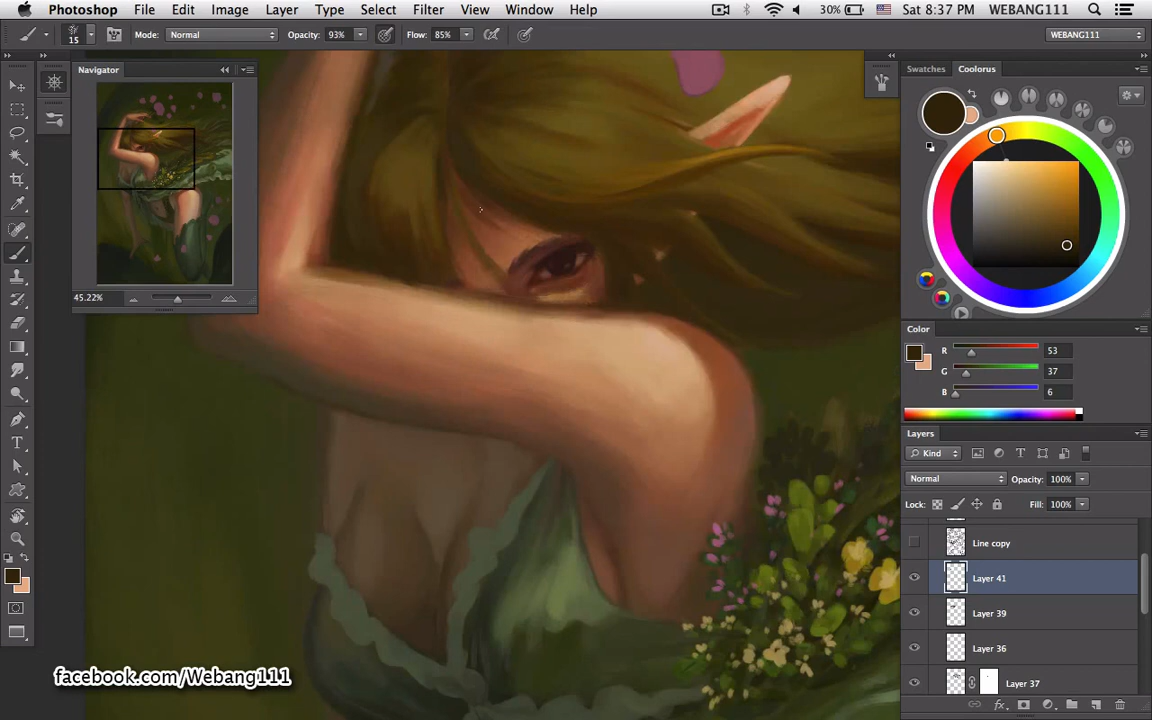 Photoshop File Edit Image Layer Type Select Filter View Window Help 30% Sat 8:37 PM WEBANG111
15 Mode: Normal Opacity: 93% Flow: 85% WEBANG111
Navigator
45.22%
Swatches Coolorus
Color
R 53
G 37
B 6
Layers
Kind
Normal Opacity: 100%
Lock: Fill: 100%
Line copy
Layer 41
Layer 39
Layer 36
Layer 37
facebook.com/Webang111